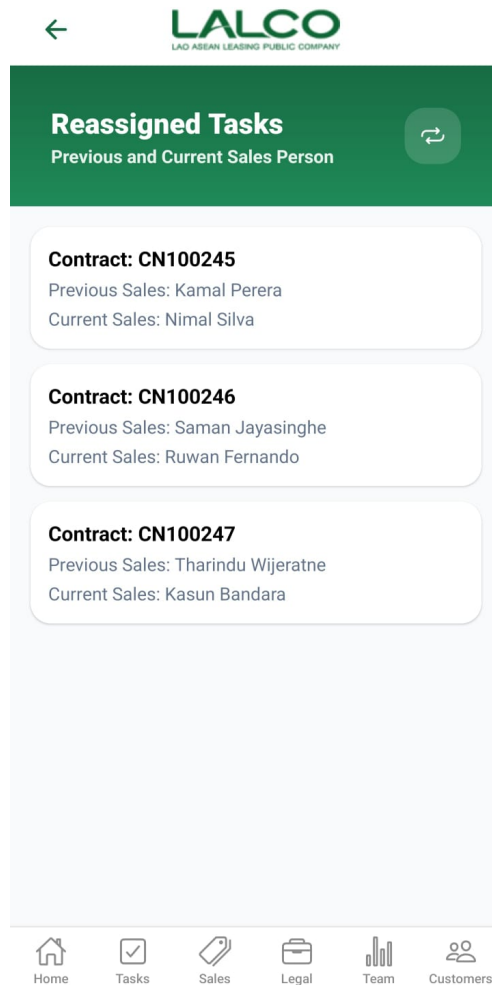 LALCO
LAO ASEAN LEASING PUBLIC COMPANY
Reassigned Tasks
Previous and Current Sales Person
Contract: CN100245
Previous Sales: Kamal Perera
Current Sales: Nimal Silva
Contract: CN100246
Previous Sales: Saman Jayasinghe
Current Sales: Ruwan Fernando
Contract: CN100247
Previous Sales: Tharindu Wijeratne
Current Sales: Kasun Bandara
Home Tasks Sales Legal Team Customers